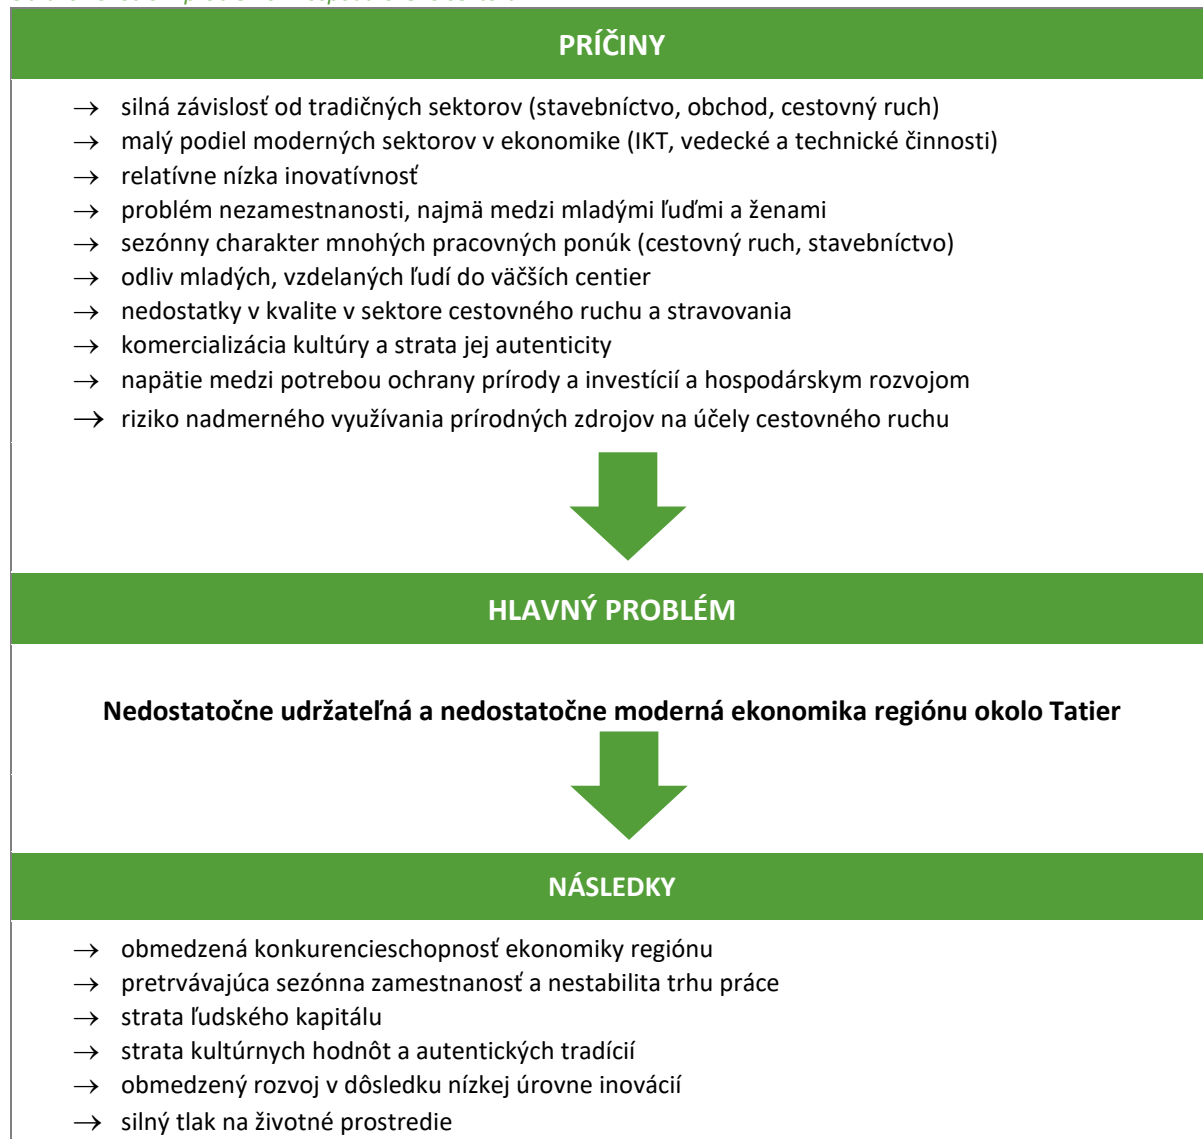 PRÍČINY
→ silná závislosť od tradičných sektorov (stavebníctvo, obchod, cestovný ruch)
→ malý podiel moderných sektorov v ekonomike (IKT, vedecké a technické činnosti)
→ relatívne nízka inovatívnosť
→ problém nezamestnanosti, najmä medzi mladými ľuďmi a ženami
→ sezónny charakter mnohých pracovných ponúk (cestovný ruch, stavebníctvo)
→ odliv mladých, vzdelaných ľudí do väčších centier
→ nedostatky v kvalite v sektore cestovného ruchu a stravovania
→ komercializácia kultúry a strata jej autenticity
→ napätie medzi potrebou ochrany prírody a investícií a hospodárskym rozvojom
→ riziko nadmerného využívania prírodných zdrojov na účely cestovného ruchu
HLAVNÝ PROBLÉM
Nedostatočne udržateľná a nedostatočne moderná ekonomika regiónu okolo Tatier
NÁSLEDKY
→ obmedzená konkurencieschopnosť ekonomiky regiónu
→ pretrvávajúca sezónna zamestnanosť a nestabilita trhu práce
→ strata ľudského kapitálu
→ strata kultúrnych hodnôt a autentických tradícií
→ obmedzený rozvoj v dôsledku nízkej úrovne inovácií
→ silný tlak na životné prostredie